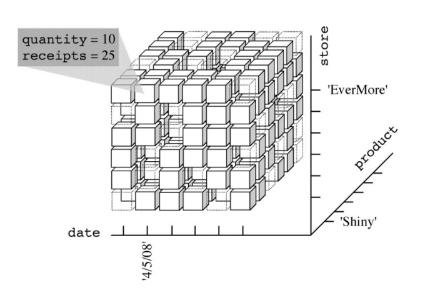 quantity = 10
receipts = 25
store
'EverMore'
product
'Shiny'
date
'4/5/08'